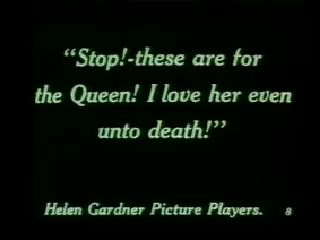 "Stop!-these are for
the Queen! I love her even
unto death!"
Helen Gardner Picture Players. 8